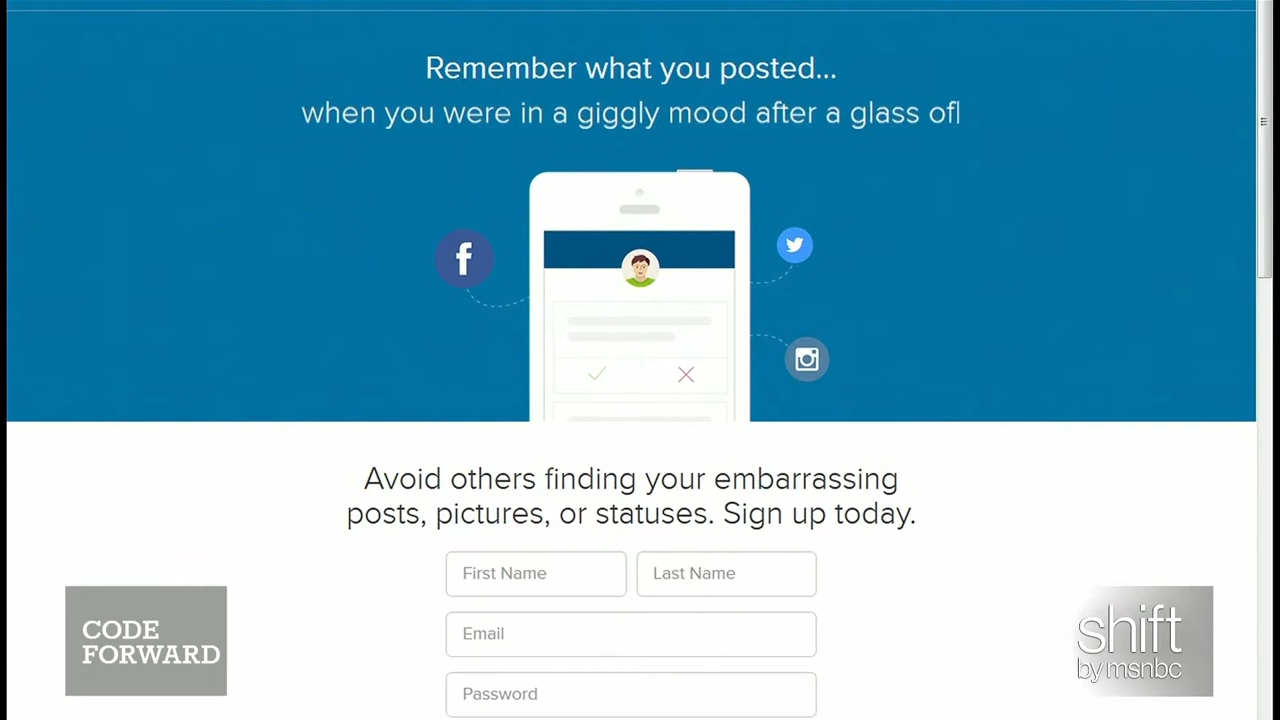 Remember what you posted...
when you were in a giggly mood after a glass of
f
Avoid others finding your embarrassing
posts, pictures, or statuses. Sign up today.
First Name
Last Name
Email
Password
CODE
FORWARD
shift
by msnbc